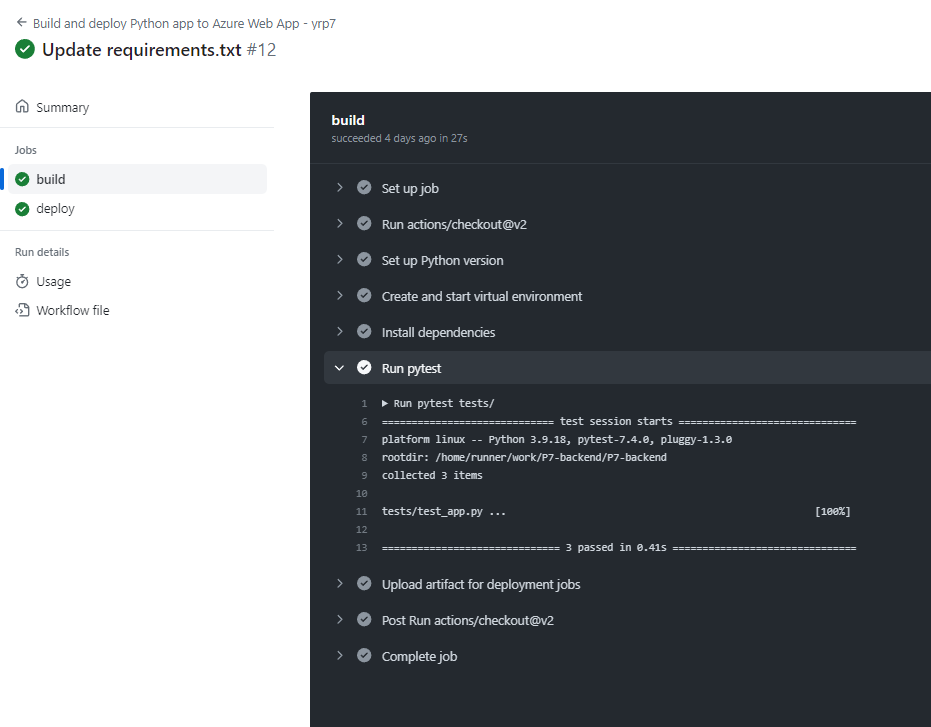 Build and deploy Python app to Azure Web App - yrp7
Update requirements.txt #12
Summary
Jobs
build
deploy
Run details
Usage
Workflow file
build
succeeded 4 days ago in 27s
Set up job
Run actions/checkout@v2
Set up Python version
Create and start virtual environment
Install dependencies
Run pytest
1 ▶ Run pytest tests/
6 ============================= test session starts ==============================
7 platform linux -- Python 3.9.18, pytest-7.4.0, pluggy-1.3.0
8 rootdir: /home/runner/work/P7-backend/P7-backend
9 collected 3 items
10
11 tests/test_app.py ... [100%]
12
13 ============================== 3 passed in 0.41s ===============================
Upload artifact for deployment jobs
Post Run actions/checkout@v2
Complete job